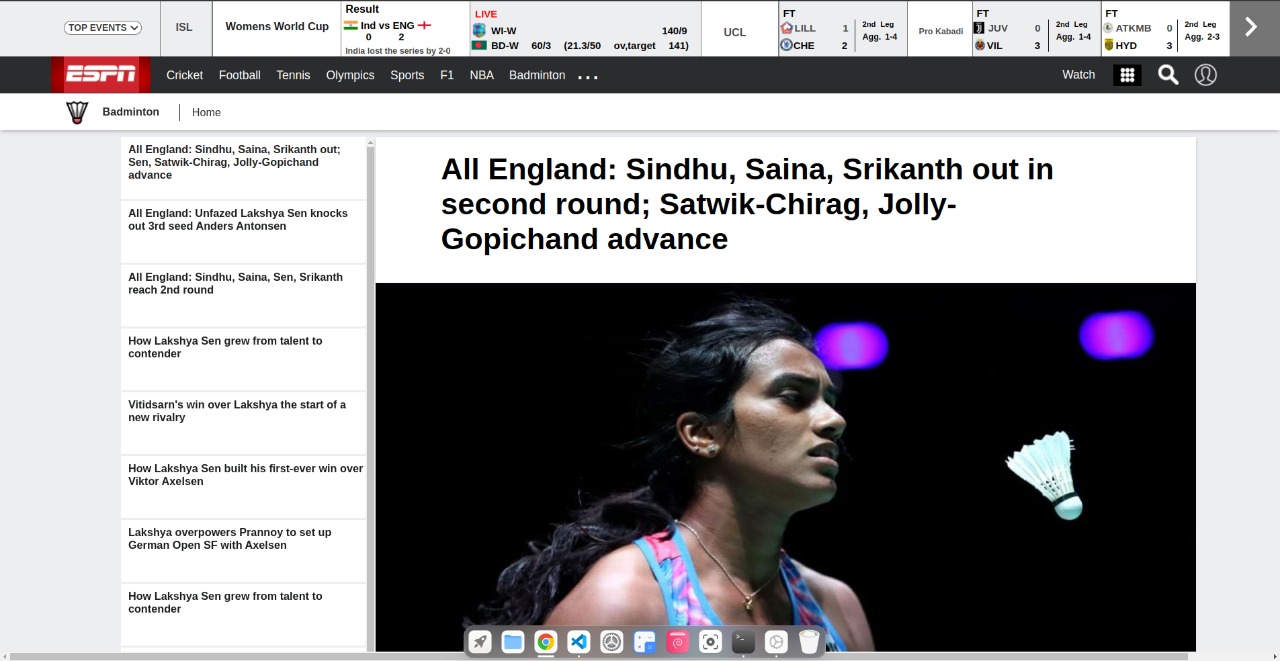 TOP EVENTS
ISL
Womens World Cup
Result
Ind vs ENG
0 2
India lost the series by 2-0
LIVE
WI-W 140/9
BD-W 60/3 (21.3/50 ov,target 141)
UCL
FT
LILL 1
CHE 2
2nd Leg
Agg. 1-4
Pro Kabadi
FT
JUV 0
VIL 3
2nd Leg
Agg. 1-4
FT
ATKMB 0
HYD 3
2nd Leg
Agg. 2-3
ESPN
Cricket Football Tennis Olympics Sports F1 NBA Badminton ...
Watch
Badminton
Home
All England: Sindhu, Saina, Srikanth out;
Sen, Satwik-Chirag, Jolly-Gopichand
advance
All England: Unfazed Lakshya Sen knocks
out 3rd seed Anders Antonsen
All England: Sindhu, Saina, Sen, Srikanth
reach 2nd round
How Lakshya Sen grew from talent to
contender
Vitidsarn's win over Lakshya the start of a
new rivalry
How Lakshya Sen built his first-ever win over
Viktor Axelsen
Lakshya overpowers Prannoy to set up
German Open SF with Axelsen
How Lakshya Sen grew from talent to
contender
All England: Sindhu, Saina, Srikanth out in
second round; Satwik-Chirag, Jolly-
Gopichand advance